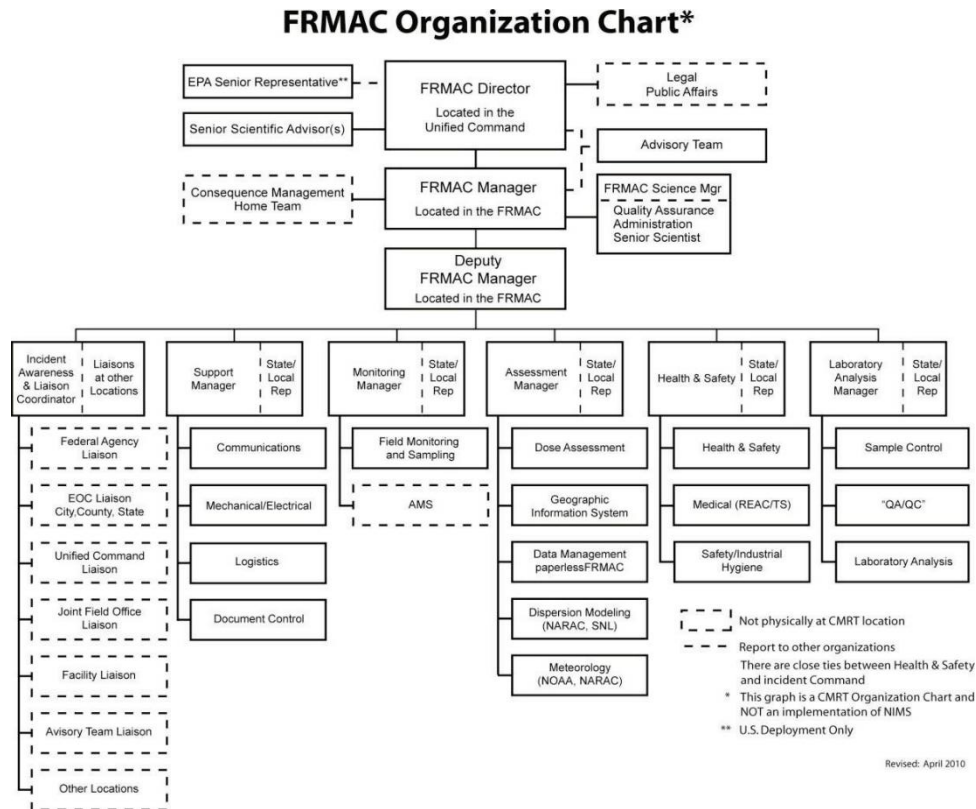 FRMAC Organization Chart*
EPA Senior Representative**
FRMAC Director
Located in the
Unified Command
Legal
Public Affairs
Senior Scientific Advisor(s)
Advisory Team
Consequence Management
Home Team
FRMAC Manager
Located in the FRMAC
FRMAC Science Mgr
Quality Assurance
Administration
Senior Scientist
Deputy
FRMAC Manager
Located in the FRMAC
Incident
Awareness
& Liaison
Coordinator
Liaisons
at other
Locations
Support
Manager
State/
Local
Rep
Monitoring
Manager
State/
Local
Rep
Assessment
Manager
State/
Local
Rep
Health & Safety
State/
Local
Rep
Laboratory
Analysis
Manager
State/
Local
Rep
Federal Agency
Liaison
EOC Liaison
City,County, State
Unified Command
Liaison
Joint Field Office
Liaison
Facility Liaison
Avisory Team Liaison
Other Locations
Communications
Mechanical/Electrical
Logistics
Document Control
Field Monitoring
and Sampling
AMS
Dose Assessment
Geographic
Information System
Data Management
paperlessFRMAC
Dispersion Modeling
(NARAC, SNL)
Meteorology
(NOAA, NARAC)
Health & Safety
Medical (REAC/TS)
Safety/Industrial
Hygiene
Sample Control
"QA/QC"
Laboratory Analysis
Not physically at CMRT location
Report to other organizations
There are close ties between Health & Safety
and incident Command
* This graph is a CMRT Organization Chart and
NOT an implementation of NIMS
** U.S. Deployment Only
Revised: April 2010